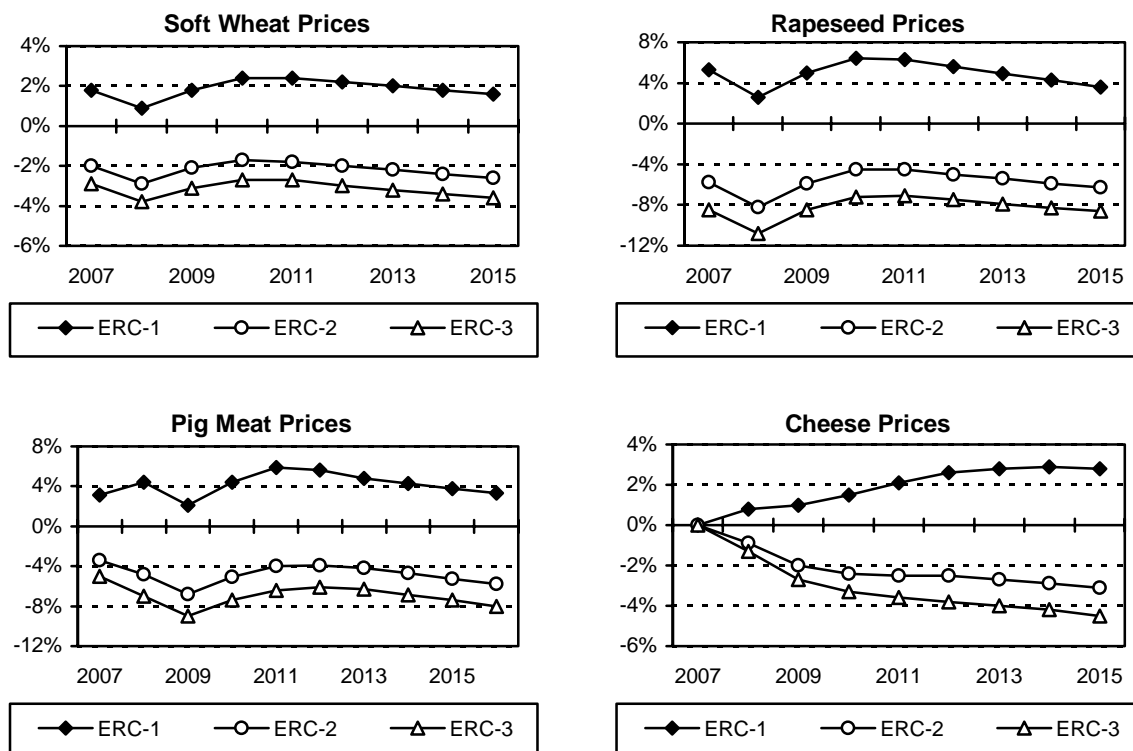 Soft Wheat Prices
4%
2%
0%
-2%
-4%
-6%
2007 2009 2011 2013 2015
ERC-1 ERC-2 ERC-3
Rapeseed Prices
8%
4%
0%
-4%
-8%
-12%
2007 2009 2011 2013 2015
ERC-1 ERC-2 ERC-3
Pig Meat Prices
8%
4%
0%
-4%
-8%
-12%
2007 2009 2011 2013 2015
ERC-1 ERC-2 ERC-3
Cheese Prices
4%
2%
0%
-2%
-4%
-6%
2007 2009 2011 2013 2015
ERC-1 ERC-2 ERC-3